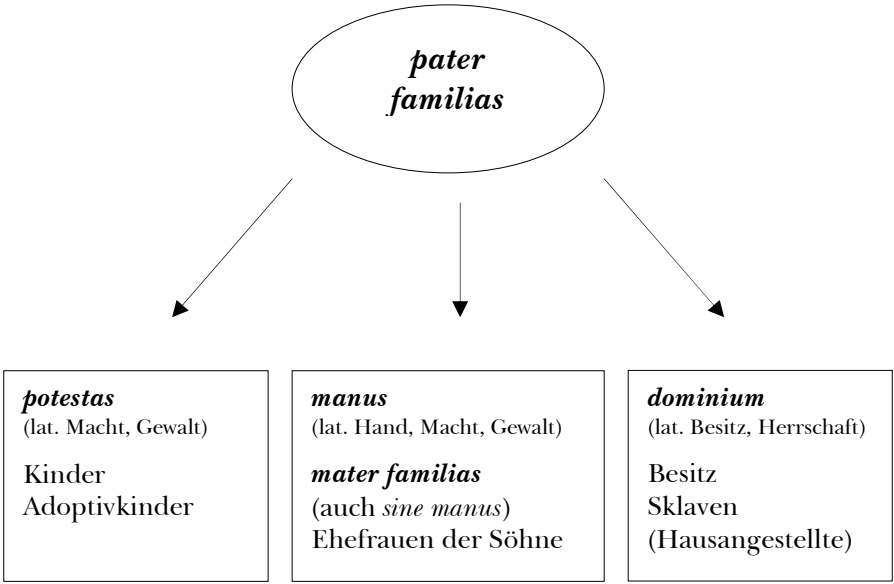 pater
familias
potestas
(lat. Macht, Gewalt)
Kinder
Adoptivkinder
manus
(lat. Hand, Macht, Gewalt)
mater familias
(auch sine manus)
Ehefrauen der Söhne
dominium
(lat. Besitz, Herrschaft)
Besitz
Sklaven
(Hausangestellte)